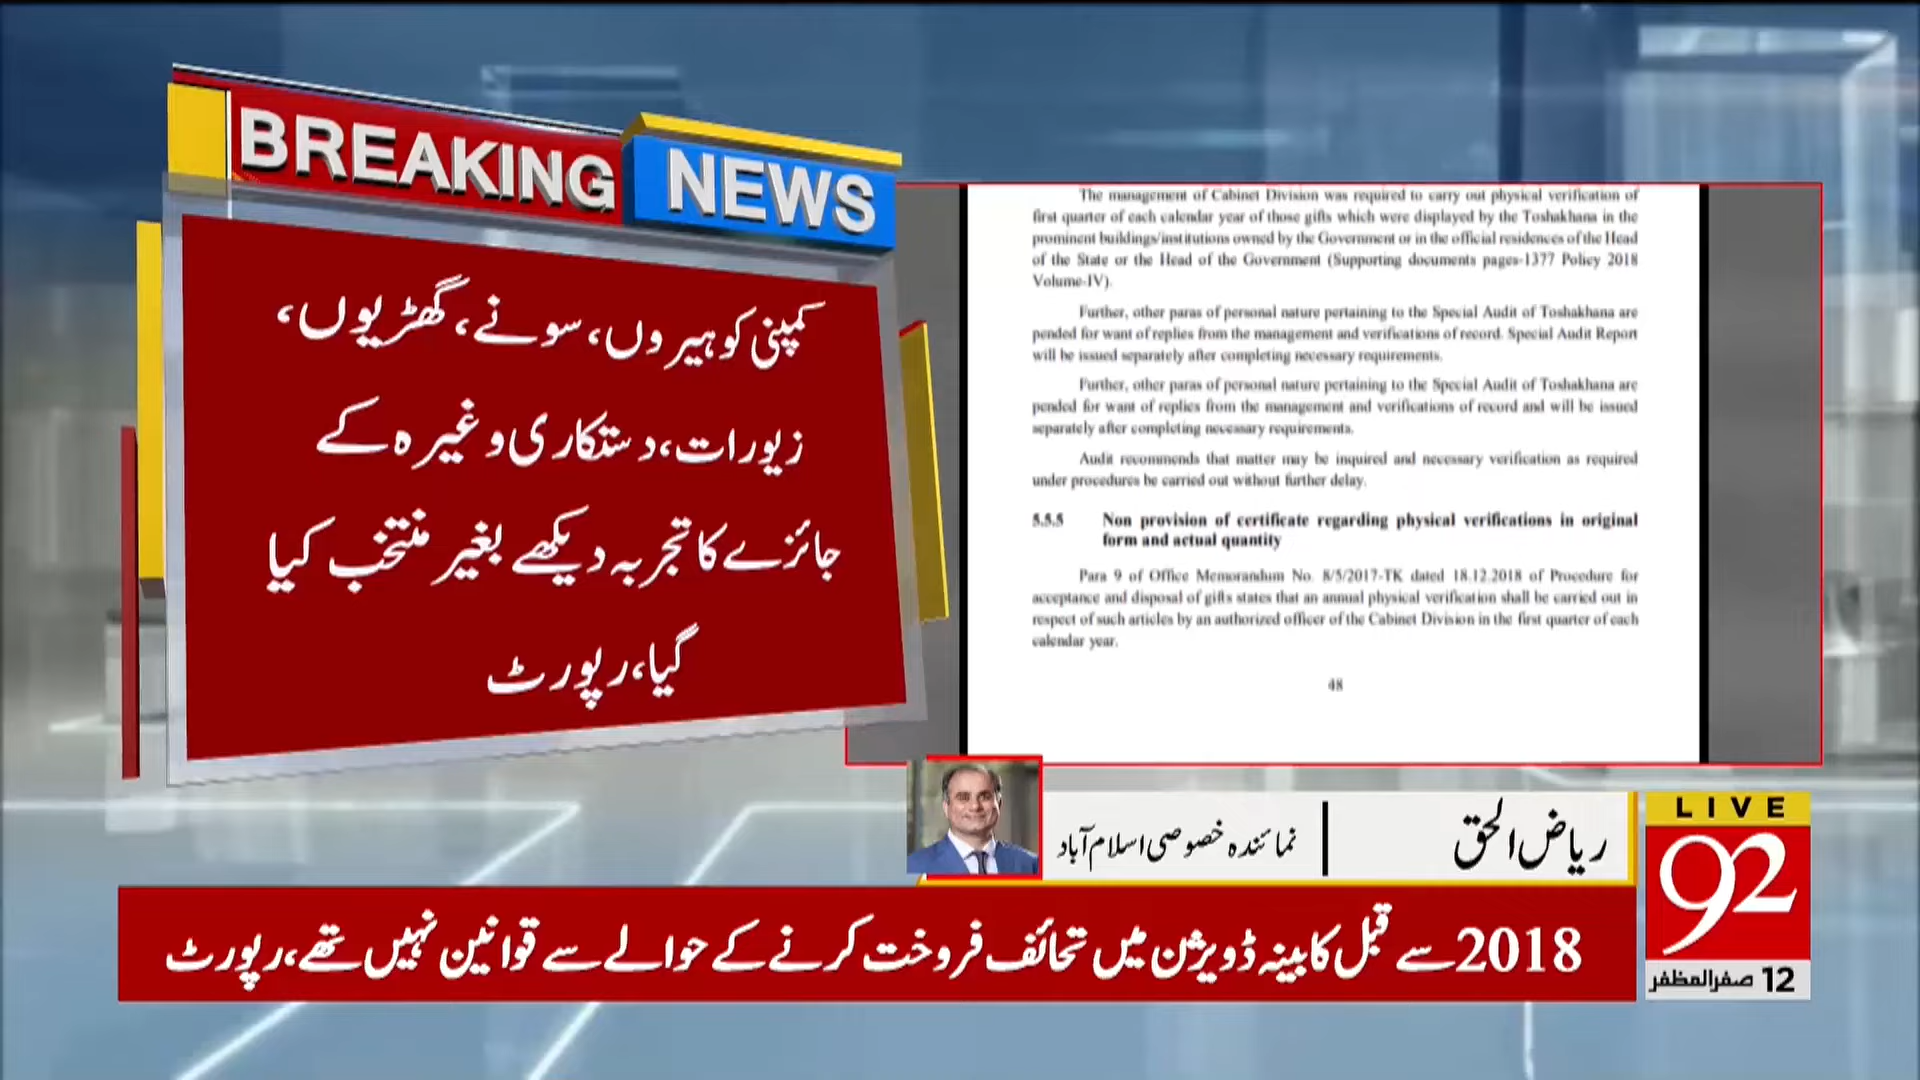 BREAKING NEWS
کمپنی کو ہیروں، سونے، گھڑیوں،
زیورات، دستکاری وغیرہ کے
جائزے کا تجربہ دیکھے بغیر منتخب کیا
گیا، رپورٹ
The management of Cabinet Division was required to carry out physical verification of
first quarter of each calendar year of those gifts which were displayed by the Toshakhana in the
prominent buildings/institutions owned by the Government or in the official residences of the Head
of the State or the Head of the Government (Supporting documents pages-1377 Policy 2018
Volume-IV).
Further, other paras of personal nature pertaining to the Special Audit of Toshakhana are
pended for want of replies from the management and verifications of record. Special Audit Report
will be issued separately after completing necessary requirements.
Further, other paras of personal nature pertaining to the Special Audit of Toshakhana are
pended for want of replies from the management and verifications of record and will be issued
separately after completing necessary requirements.
Audit recommends that matter may be inquired and necessary verification as required
under procedures be carried out without further delay.
5.5.5 Non provision of certificate regarding physical verifications in original
form and actual quantity
Para 9 of Office Memorandum No. 8/5/2017-TK dated 18.12.2018 of Procedure for
acceptance and disposal of gifts states that an annual physical verification shall be carried out in
respect of such articles by an authorized officer of the Cabinet Division in the first quarter of each
calendar year.
48
ریاض الحق | نمائندہ خصوصی اسلام آباد
2018 سے قبل کابینہ ڈویژن میں تحائف فروخت کرنے کے حوالے سے قوانین نہیں تھے، رپورٹ
LIVE
92
12 صفر المظفر